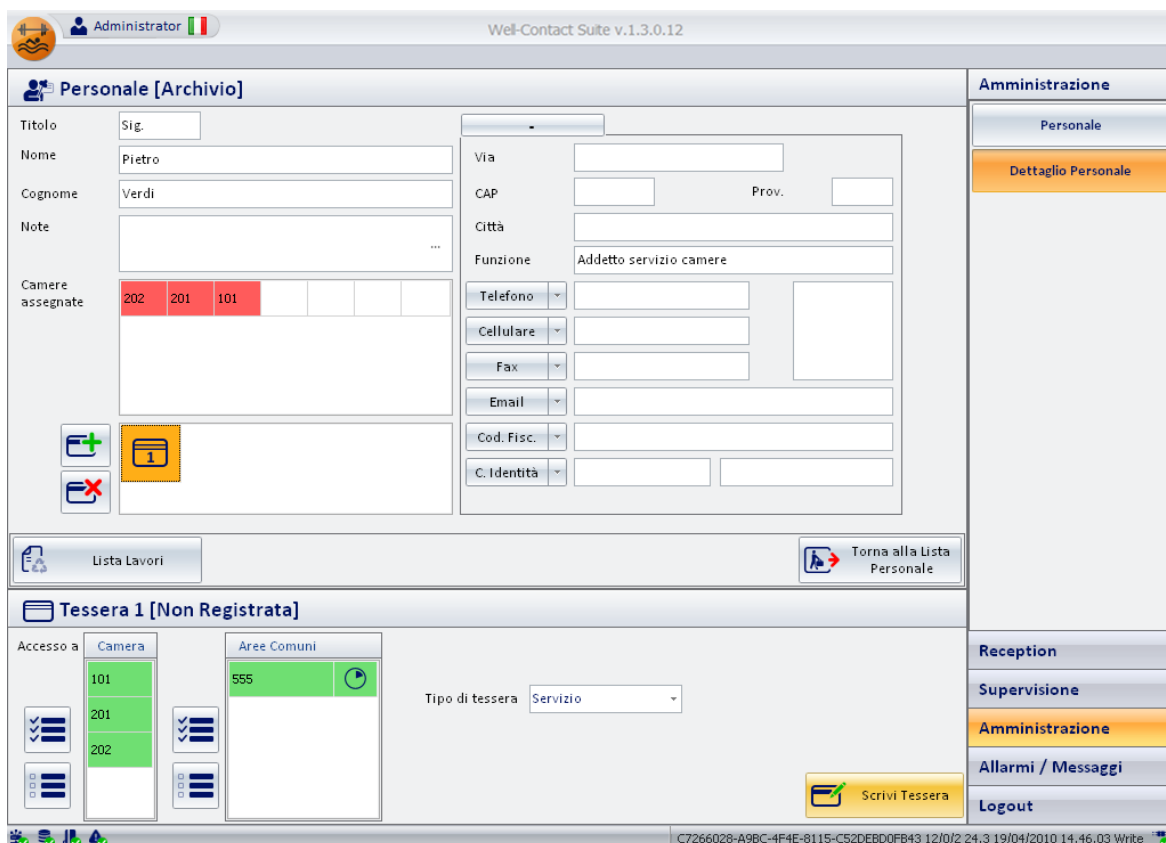 Administrator
Well-Contact Suite v.1.3.0.12
Personale [Archivio]
Titolo
Sig.
Nome
Pietro
Cognome
Verdi
Note
...
Camere
assegnate
202 201 101
1
-
Via
CAP
Prov.
Città
Funzione
Addetto servizio camere
Telefono
Cellulare
Fax
Email
Cod. Fisc.
C. Identità
Lista Lavori
Torna alla Lista
Personale
Tessera 1 [Non Registrata]
Accesso a
Camera
101
201
202
Aree Comuni
555
Tipo di tessera
Servizio
Scrivi Tessera
Amministrazione
Personale
Dettaglio Personale
Reception
Supervisione
Amministrazione
Allarmi / Messaggi
Logout
C7266028-A9BC-4F4E-8115-C52DEBD0FB43 12/0/2 24.3 19/04/2010 14.46.03 Write